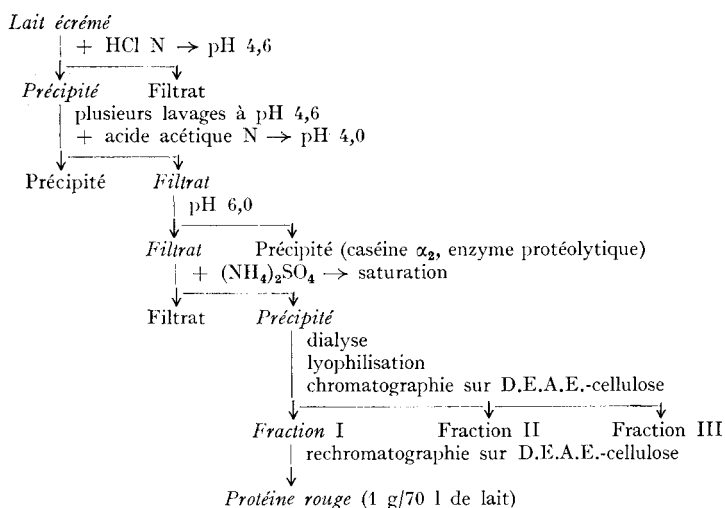 Lait écrémé
+ HCl N → pH 4,6
Précipité Filtrat
plusieurs lavages à pH 4,6
+ acide acétique N → pH 4,0
Précipité Filtrat
pH 6,0
Filtrat Précipité (caséine α₂, enzyme protéolytique)
+ (NH₄)₂SO₄ → saturation
Filtrat Précipité
dialyse
lyophilisation
chromatographie sur D.E.A.E.-cellulose
Fraction I Fraction II Fraction III
rechromatographie sur D.E.A.E.-cellulose
Protéine rouge (1 g/70 l de lait)